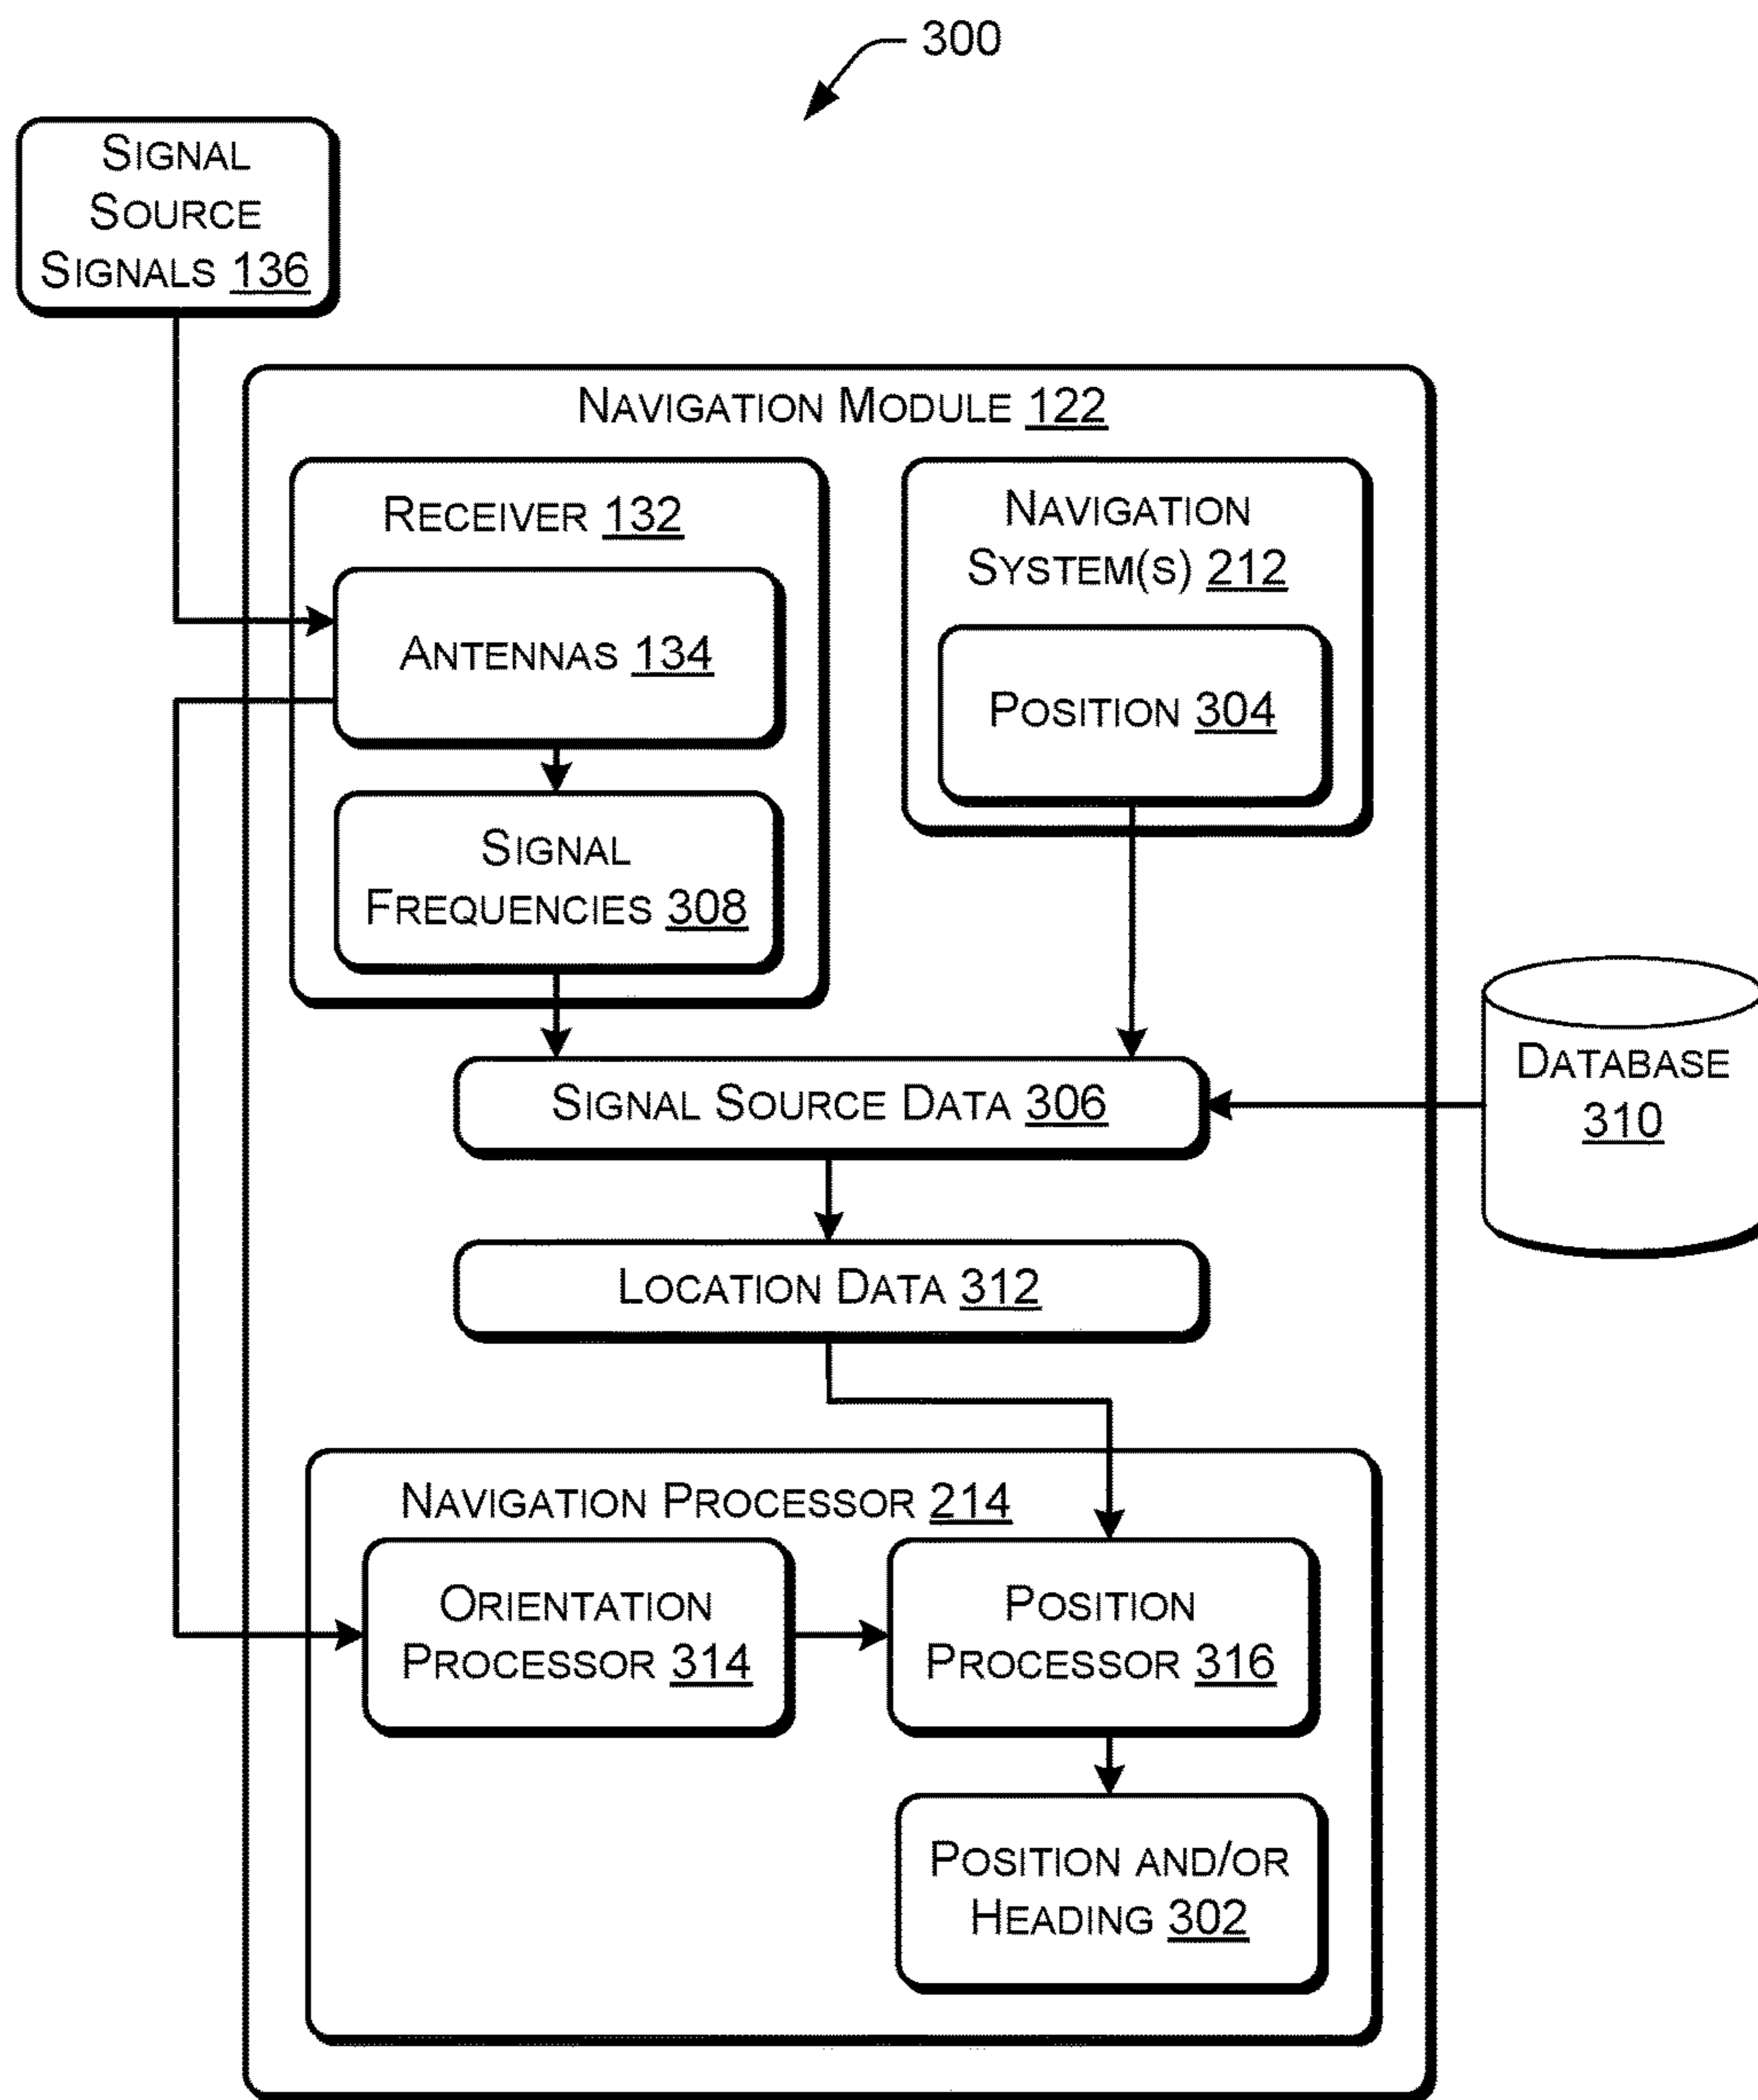 300
SIGNAL
SOURCE
SIGNALS 136
NAVIGATION MODULE 122
RECEIVER 132
ANTENNAS 134
SIGNAL
FREQUENCIES 308
NAVIGATION
SYSTEM(S) 212
POSITION 304
SIGNAL SOURCE DATA 306
DATABASE
310
LOCATION DATA 312
NAVIGATION PROCESSOR 214
ORIENTATION
PROCESSOR 314
POSITION
PROCESSOR 316
POSITION AND/OR
HEADING 302